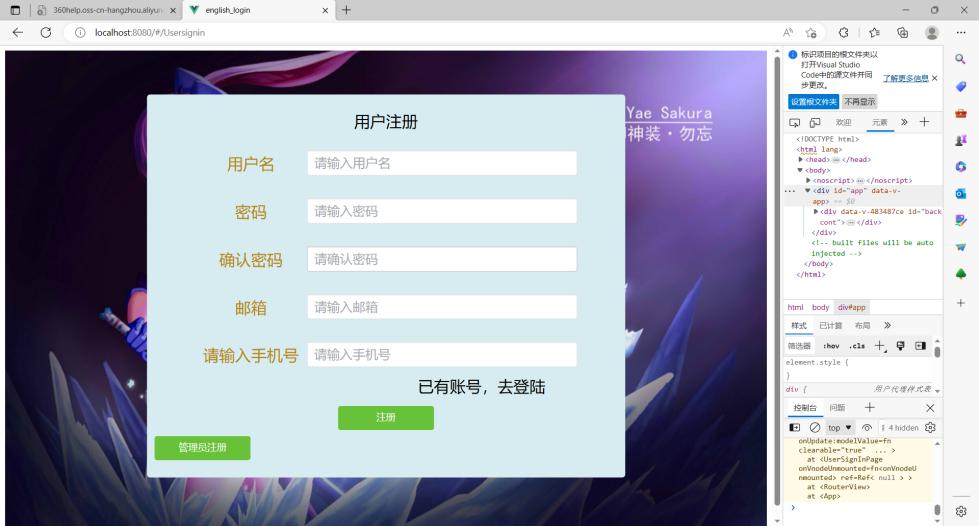 360help.oss-cn-hangzhou.aliyun
english_login
localhost:8080/#/Usersignin
Yae Sakura
神装·勿忘
用户注册
用户名
请输入用户名
密码
请输入密码
确认密码
请确认密码
邮箱
请输入邮箱
请输入手机号
请输入手机号
已有账号，去登陆
注册
管理员注册
标识项目的根文件夹以
打开Visual Studio
Code中的源文件并同
步更改。
了解更多信息
设置根文件夹 不再显示
欢迎 元素
<!DOCTYPE html>
<html lang>
<head> </head>
<body>
<noscript> </noscript>
<div id="app" data-v-
app> == $0
<div data-v-483487ce id="back
cont"> </div>
</div>
<!-- built files will be auto
injected -->
</body>
</html>
html body div#app
样式 已计算 布局
筛选器 :hov .cls
element.style {
}
div { 用户代理样式表
控制台 问题
top 4 hidden
onUpdate:modelValue=fn
clearable="true" ... >
at <UserSignInPage
onVnodeUnmounted=fn<onVnodeU
nmounted> ref=Ref< null > >
at <RouterView>
at <App>